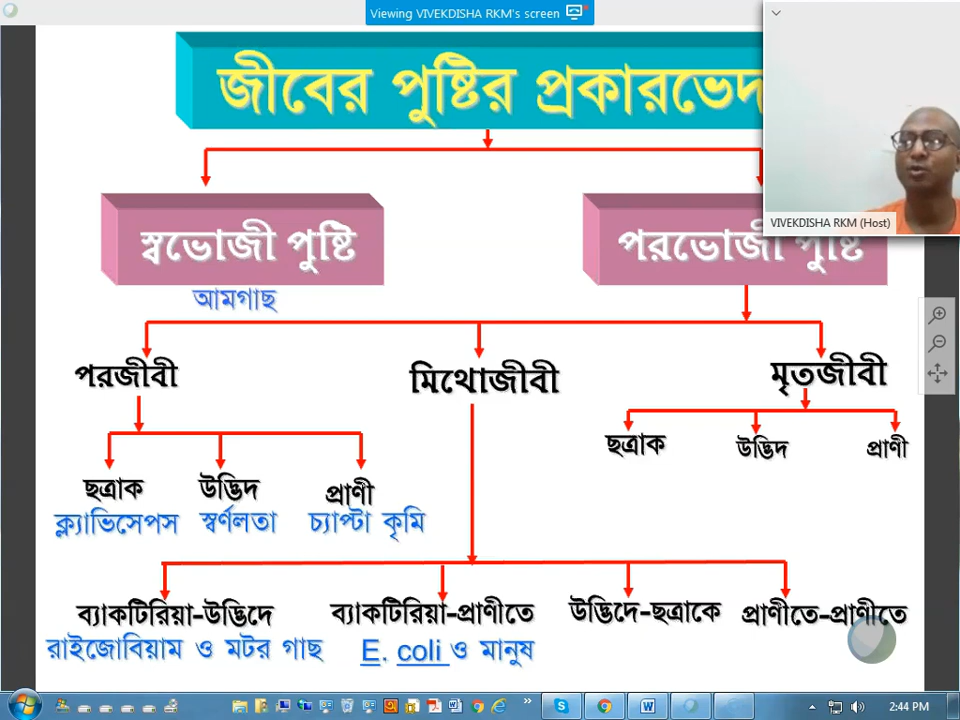 Viewing VIVEKDISHA RKM's screen
জীবের পুষ্টির প্রকারভেদ
VIVEKDISHA RKM (Host)
স্বভোজী পুষ্টি
পরভোজী পুষ্টি
আমগাছ
পরজীবী
মিথোজীবী
মৃতজীবী
ছত্রাক
উদ্ভিদ
প্রাণী
ছত্রাক
উদ্ভিদ
প্রাণী
ক্ল্যাভিসেপস
স্বর্ণলতা
চ্যাপ্টা কৃমি
ব্যাকটিরিয়া-উদ্ভিদে
ব্যাকটিরিয়া-প্রাণীতে
উদ্ভিদে-ছত্রাকে
প্রাণীতে-প্রাণীতে
রাইজোবিয়াম ও মটর গাছ
E. coli ও মানুষ
2:44 PM